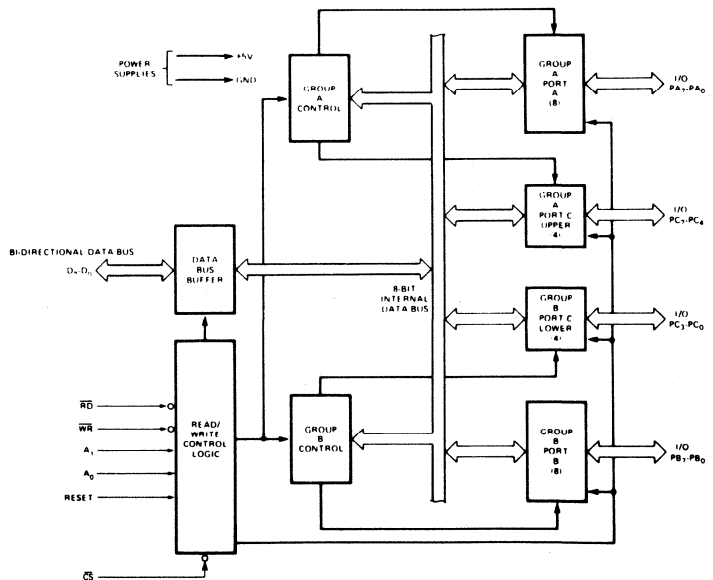 POWER
SUPPLIES
+5V
GND
GROUP
A
CONTROL
GROUP
A
PORT
A
(8)
I/O
PA₇-PA₀
GROUP
A
PORT C
UPPER
(4)
I/O
PC₇-PC₄
BI-DIRECTIONAL DATA BUS
D₇-D₀
DATA
BUS
BUFFER
8-BIT
INTERNAL
DATA BUS
GROUP
B
PORT C
LOWER
(4)
I/O
PC₃-PC₀
RD
WR
A₁
A₀
RESET
CS
READ/
WRITE
CONTROL
LOGIC
GROUP
B
CONTROL
GROUP
B
PORT
B
(8)
I/O
PB₇-PB₀